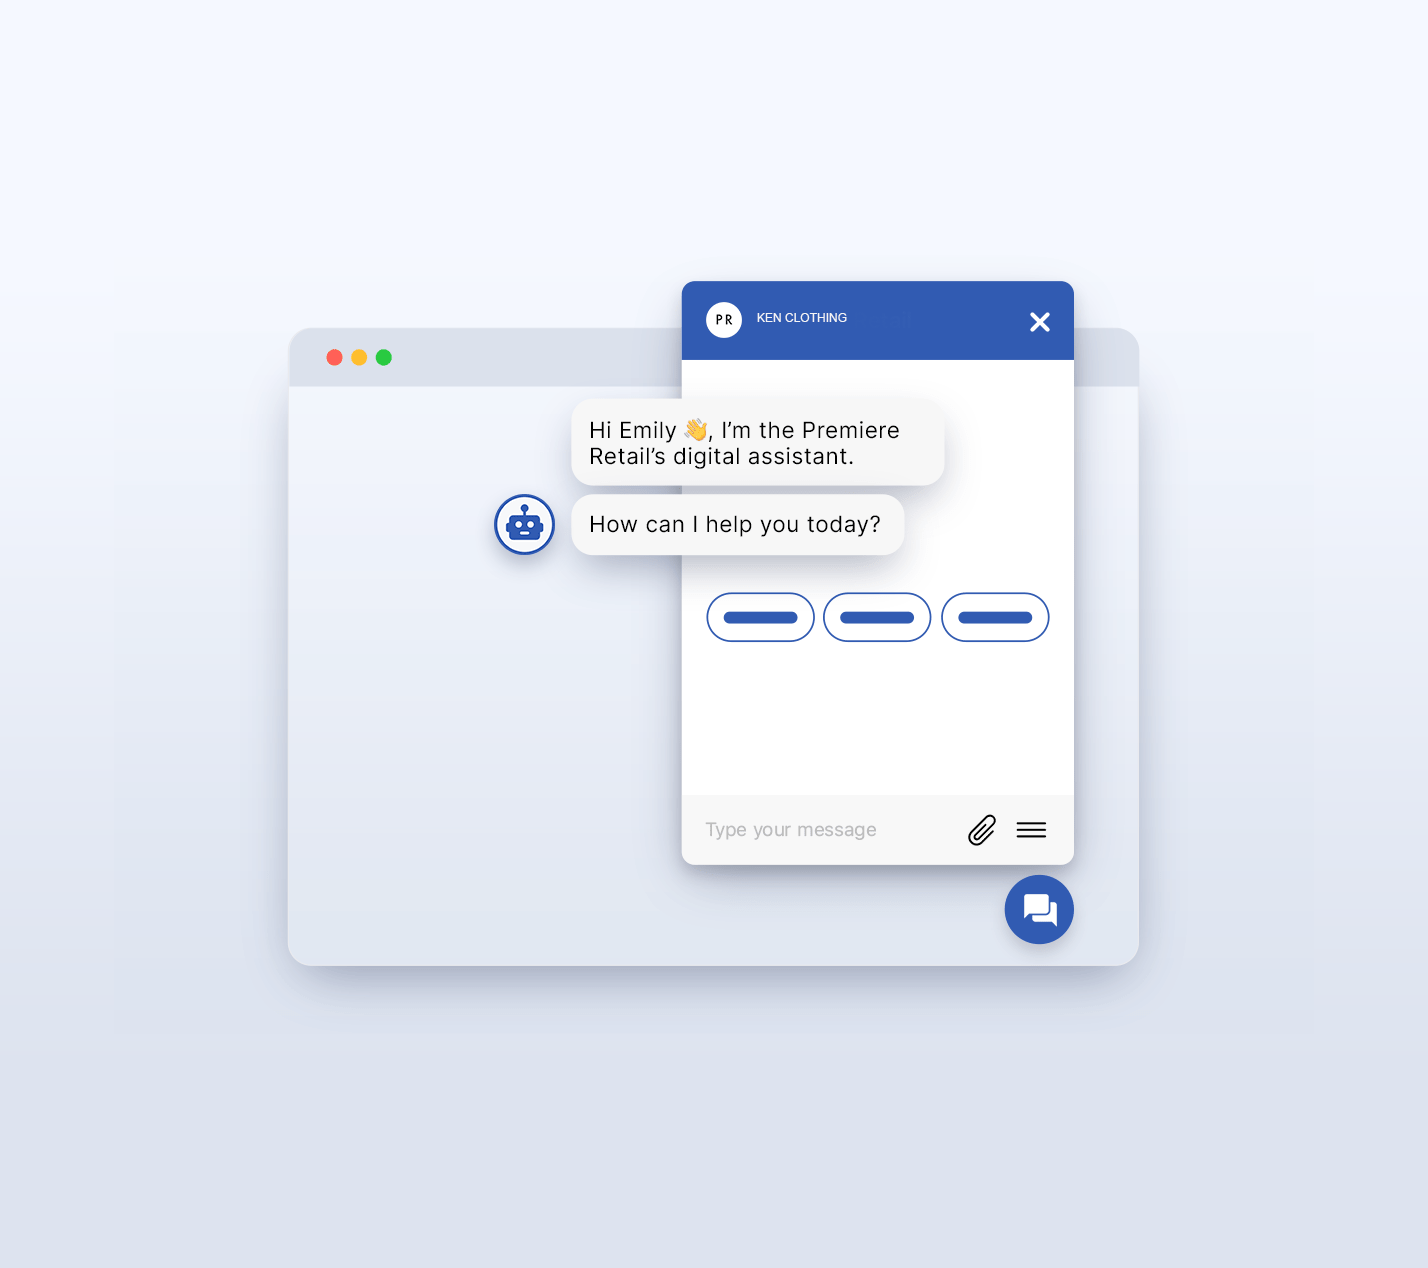 PR
KEN CLOTHING
Hi Emily 👋, I’m the Premiere
Retail’s digital assistant.
How can I help you today?
Type your message